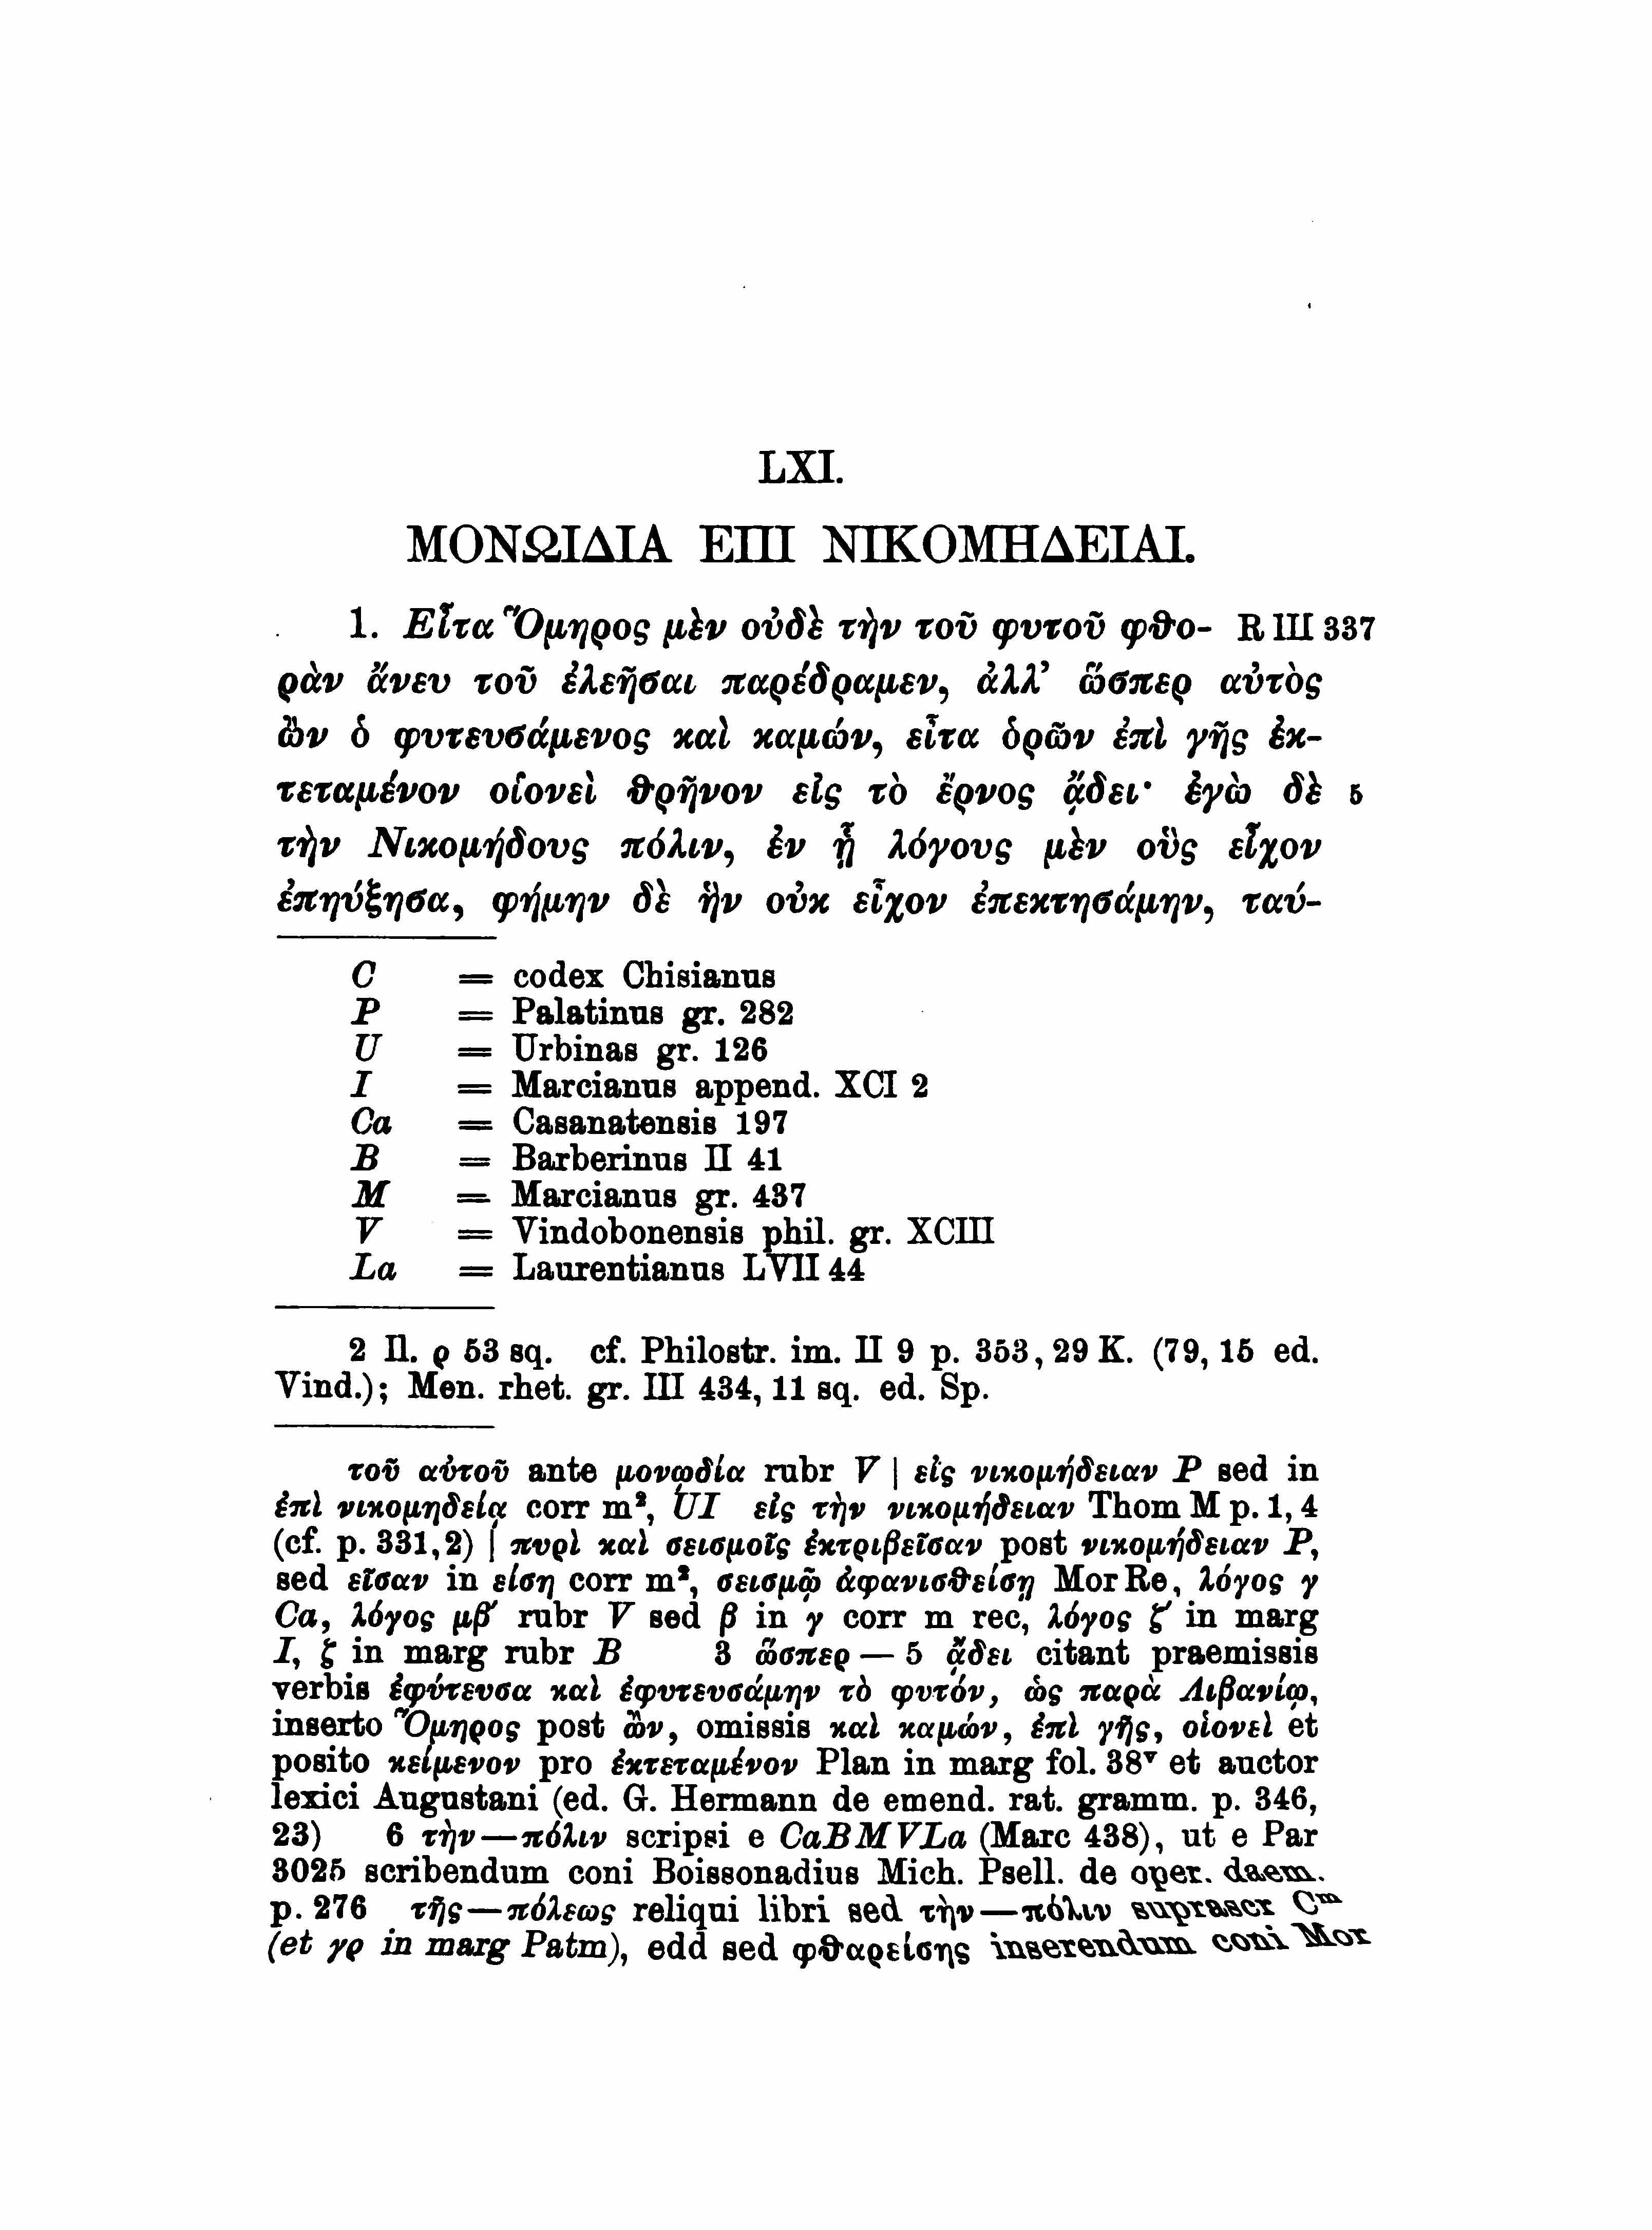 LXI.
ΜΟΝΩΙΔΙΑ ΕΠΙ ΝΙΚΟΜΗΔΕΙΑΙ.
1. Εἶτα Ὅμηρος μὲν οὐδὲ τὴν τοῦ φυτοῦ φθο- R III 337
ρὰν ἄνευ τοῦ ἐλεῆσαι παρέδραμεν, ἀλλ’ ὥσπερ αὐτὸς
ὢν ὁ φυτευσάμενος καὶ καμών, εἶτα ὁρῶν ἐπὶ γῆς ἐκ-
τεταμένον οἱονεὶ θρῆνον εἰς τὸ ἔρνος ᾄδει· ἐγὼ δὲ 5
τὴν Νικομήδους πόλιν, ἐν ᾗ λόγους μὲν οὓς εἶχον
ἐπηύξησα, φήμην δὲ ἣν οὐκ εἶχον ἐπεκτησάμην, ταύ-
C = codex Chisianus
P = Palatinus gr. 282
U = Urbinas gr. 126
I = Marcianus append. XCI 2
Ca = Casanatensis 197
B = Barberinus II 41
M = Marcianus gr. 437
V = Vindobonensis phil. gr. XCIII
La = Laurentianus LVII 44
2 Il. ρ 53 sq. cf. Philostr. im. II 9 p. 353, 29 K. (79, 15 ed.
Vind.); Men. rhet. gr. III 434, 11 sq. ed. Sp.
τοῦ αὐτοῦ ante μονῳδία rubr V | εἰς νικομήδειαν P sed in
ἐπὶ νικομηδείᾳ corr m², UI εἰς τὴν νικομήδειαν Thom M p. 1, 4
(cf. p. 331, 2) | πυρὶ καὶ σεισμοῖς ἐκτριβεῖσαν post νικομήδειαν P,
sed εῖσαν in είσῃ corr m², σεισμῷ ἀφανισθείσῃ Mor Re, λόγος γ
Ca, λόγος μβ′ rubr V sed β in γ corr m rec, λόγος ζ′ in marg
I, ζ in marg rubr B 3 ὥσπερ — 5 ᾄδει citant praemissis
verbis ἐφύτευσα καὶ ἐφυτευσάμην τὸ φυτόν, ὡς παρὰ Λιβανίῳ,
inserto Ὅμηρος post ὢν, omissis καὶ καμών, ἐπὶ γῆς, οἱονεὶ et
posito κείμενον pro ἐκτεταμένον Plan in marg fol. 38ᵛ et auctor
lexici Augustani (ed. G. Hermann de emend. rat. gramm. p. 346,
23) 6 τὴν — πόλιν scripsi e CaBMVLa (Marc 438), ut e Par
3025 scribendum coni Boissonadius Mich. Psell. de oper. daem.
p. 276 τῆς — πόλεως reliqui libri sed τὴν — πόλιν suprascr Cᵐ
(et γρ in marg Patm), edd sed φθαρείσης inserendum coni Mor